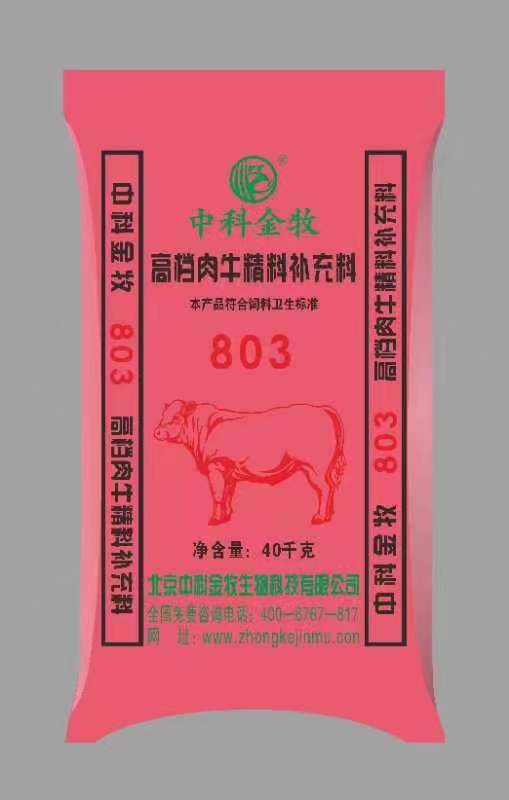 ®
中科金牧
高档肉牛精料补充料
本产品符合饲料卫生标准
803
净含量：40千克
北京中科金牧生物科技有限公司
全国免费咨询电话：400—6767—817
网 址：www.zhongkejinmu.con
中科金牧 803 高档肉牛精料补充料
中科金牧 803 高档肉牛精料补充料